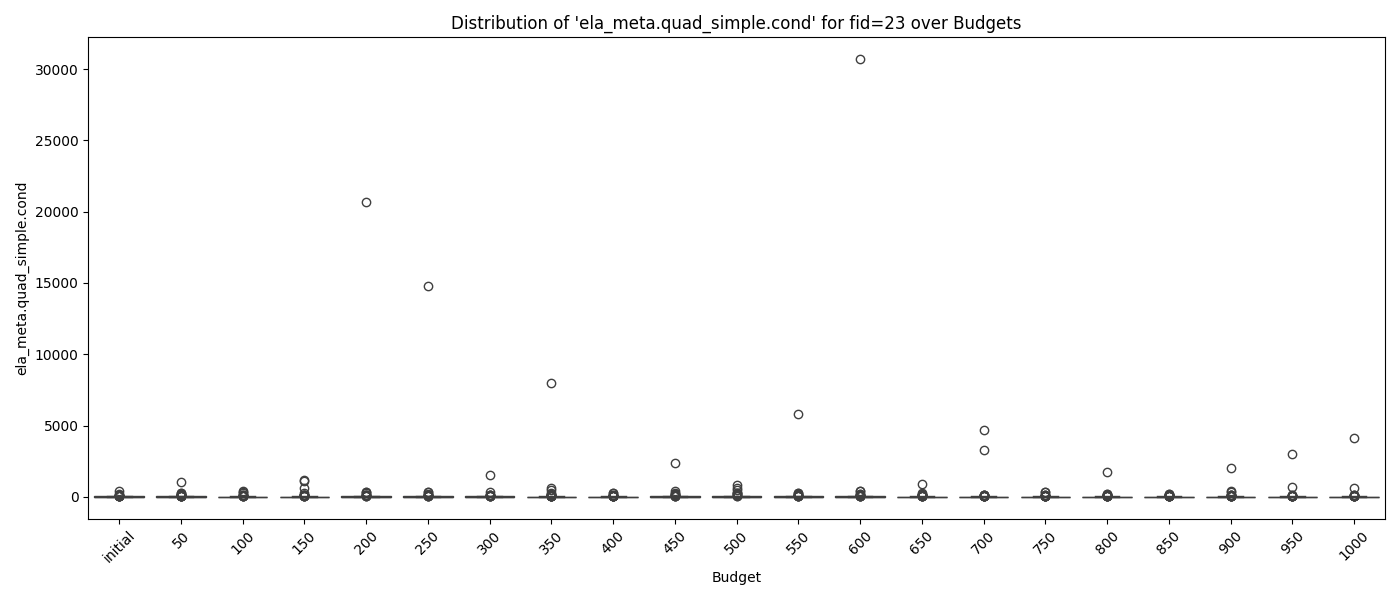 Distribution of 'ela_meta.quad_simple.cond' for fid=23 over Budgets
ela_meta.quad_simple.cond
30000
25000
20000
15000
10000
5000
0
initial 50 100 150 200 250 300 350 400 450 500 550 600 650 700 750 800 850 900 950 1000
Budget